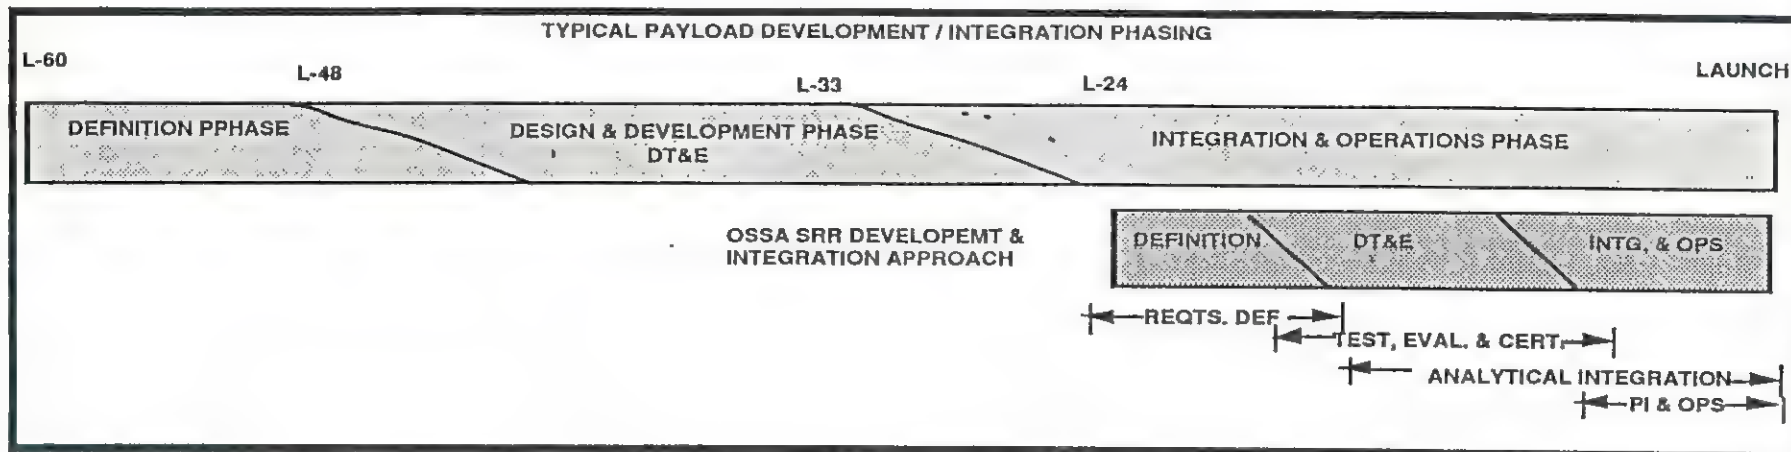 TYPICAL PAYLOAD DEVELOPMENT / INTEGRATION PHASING
L-60
L-48
L-33
L-24
LAUNCH
DEFINITION PPHASE
DESIGN & DEVELOPMENT PHASE
DT&E
INTEGRATION & OPERATIONS PHASE
OSSA SRR DEVELOPEMT &
INTEGRATION APPROACH
DEFINITION
DT&E
INTG, & OPS
REQTS. DEF
TEST, EVAL. & CERT.
ANALYTICAL INTEGRATION
PI & OPS